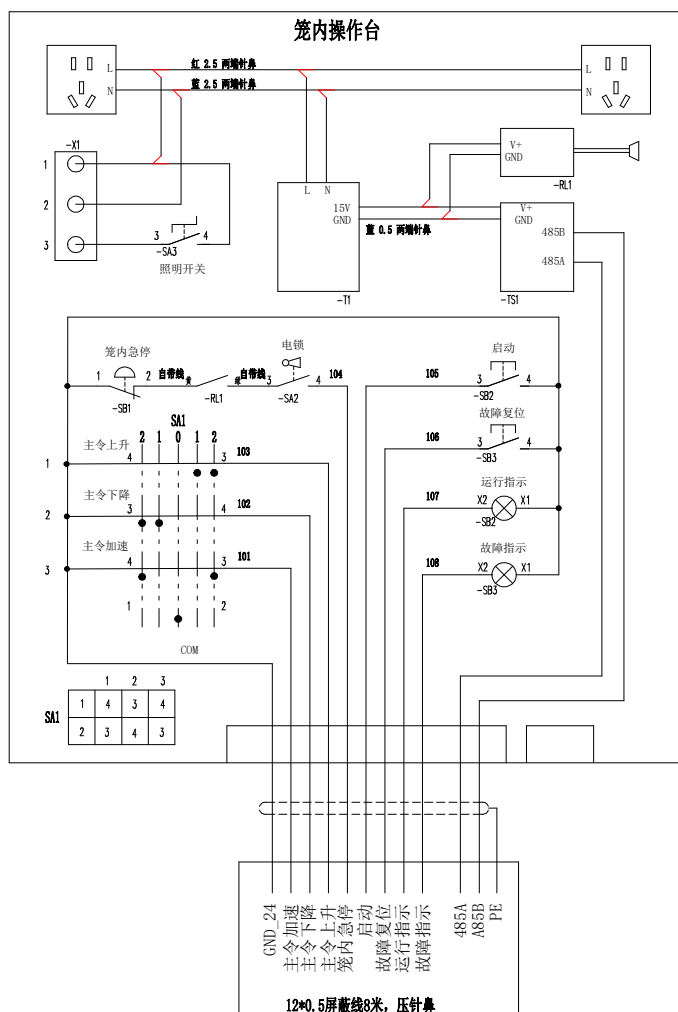 笼内操作台
L 红 2.5 两端针鼻 L
N 蓝 2.5 两端针鼻 N
-X1
1
2
3
3 4
-SA3
照明开关
L N
15V
GND
-T1
蓝 0.5 两端针鼻
V+
GND
-RL1
V+
GND
485B
485A
-TS1
笼内急停
1 2
-SB1
自带线
黄
-RL1
自带线
绿
电锁
3 4
-SA2
104
105
启动
3 4
-SB2
106
故障复位
3 4
-SB3
107
运行指示
X2 X1
-SB2
108
故障指示
X2 X1
-SB3
SA1
2 1 0 1 2
主令上升
1 4 3 103
主令下降
2 3 4 102
主令加速
3 4 3 101
1 2
COM
1 2 3
SA1
1 4 3 4
2 3 4 3
GND_24
主令加速
主令下降
主令上升
笼内急停
启动
故障复位
运行指示
故障指示
485A
A85B
PE
12*0.5屏蔽线8米，压针鼻